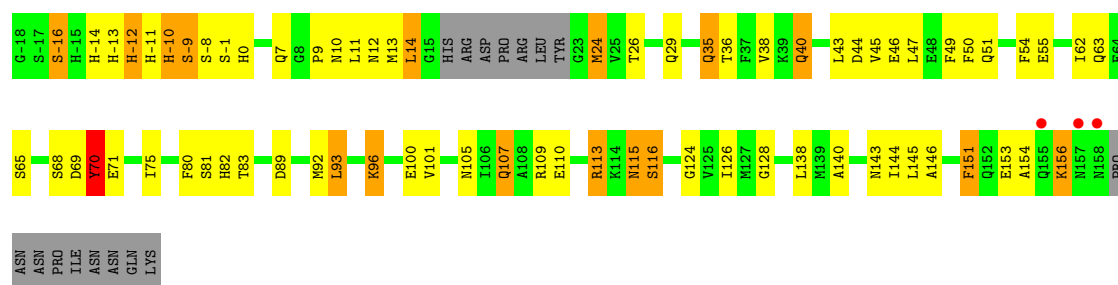 G-18 S-17 S-16 H-15 H-14 H-13 H-12 H-11 H-10 S-9 S-8 S-1 H0 Q7 G8 P9 N10 L11 N12 M13 L14 G15 HIS ARG ASP PRO ARG LEU TYR G23 M24 V25 T26 Q29 Q35 T36 F37 V38 K39 Q40 L43 D44 V45 E46 L47 E48 F49 F50 Q51 F54 E55 I62 Q63 E64
S65 S68 D69 Y70 E71 I75 F80 S81 H82 T83 D89 M92 L93 K96 E100 V101 N105 I106 Q107 A108 R109 E110 R113 K114 N115 S116 G124 V125 I126 M127 G128 L138 M139 A140 N143 I144 L145 A146 F151 Q152 E153 A154 Q155 K156 N157 N158 PRO
ASN ASN PRO ILE ASN ASN GLN LYS